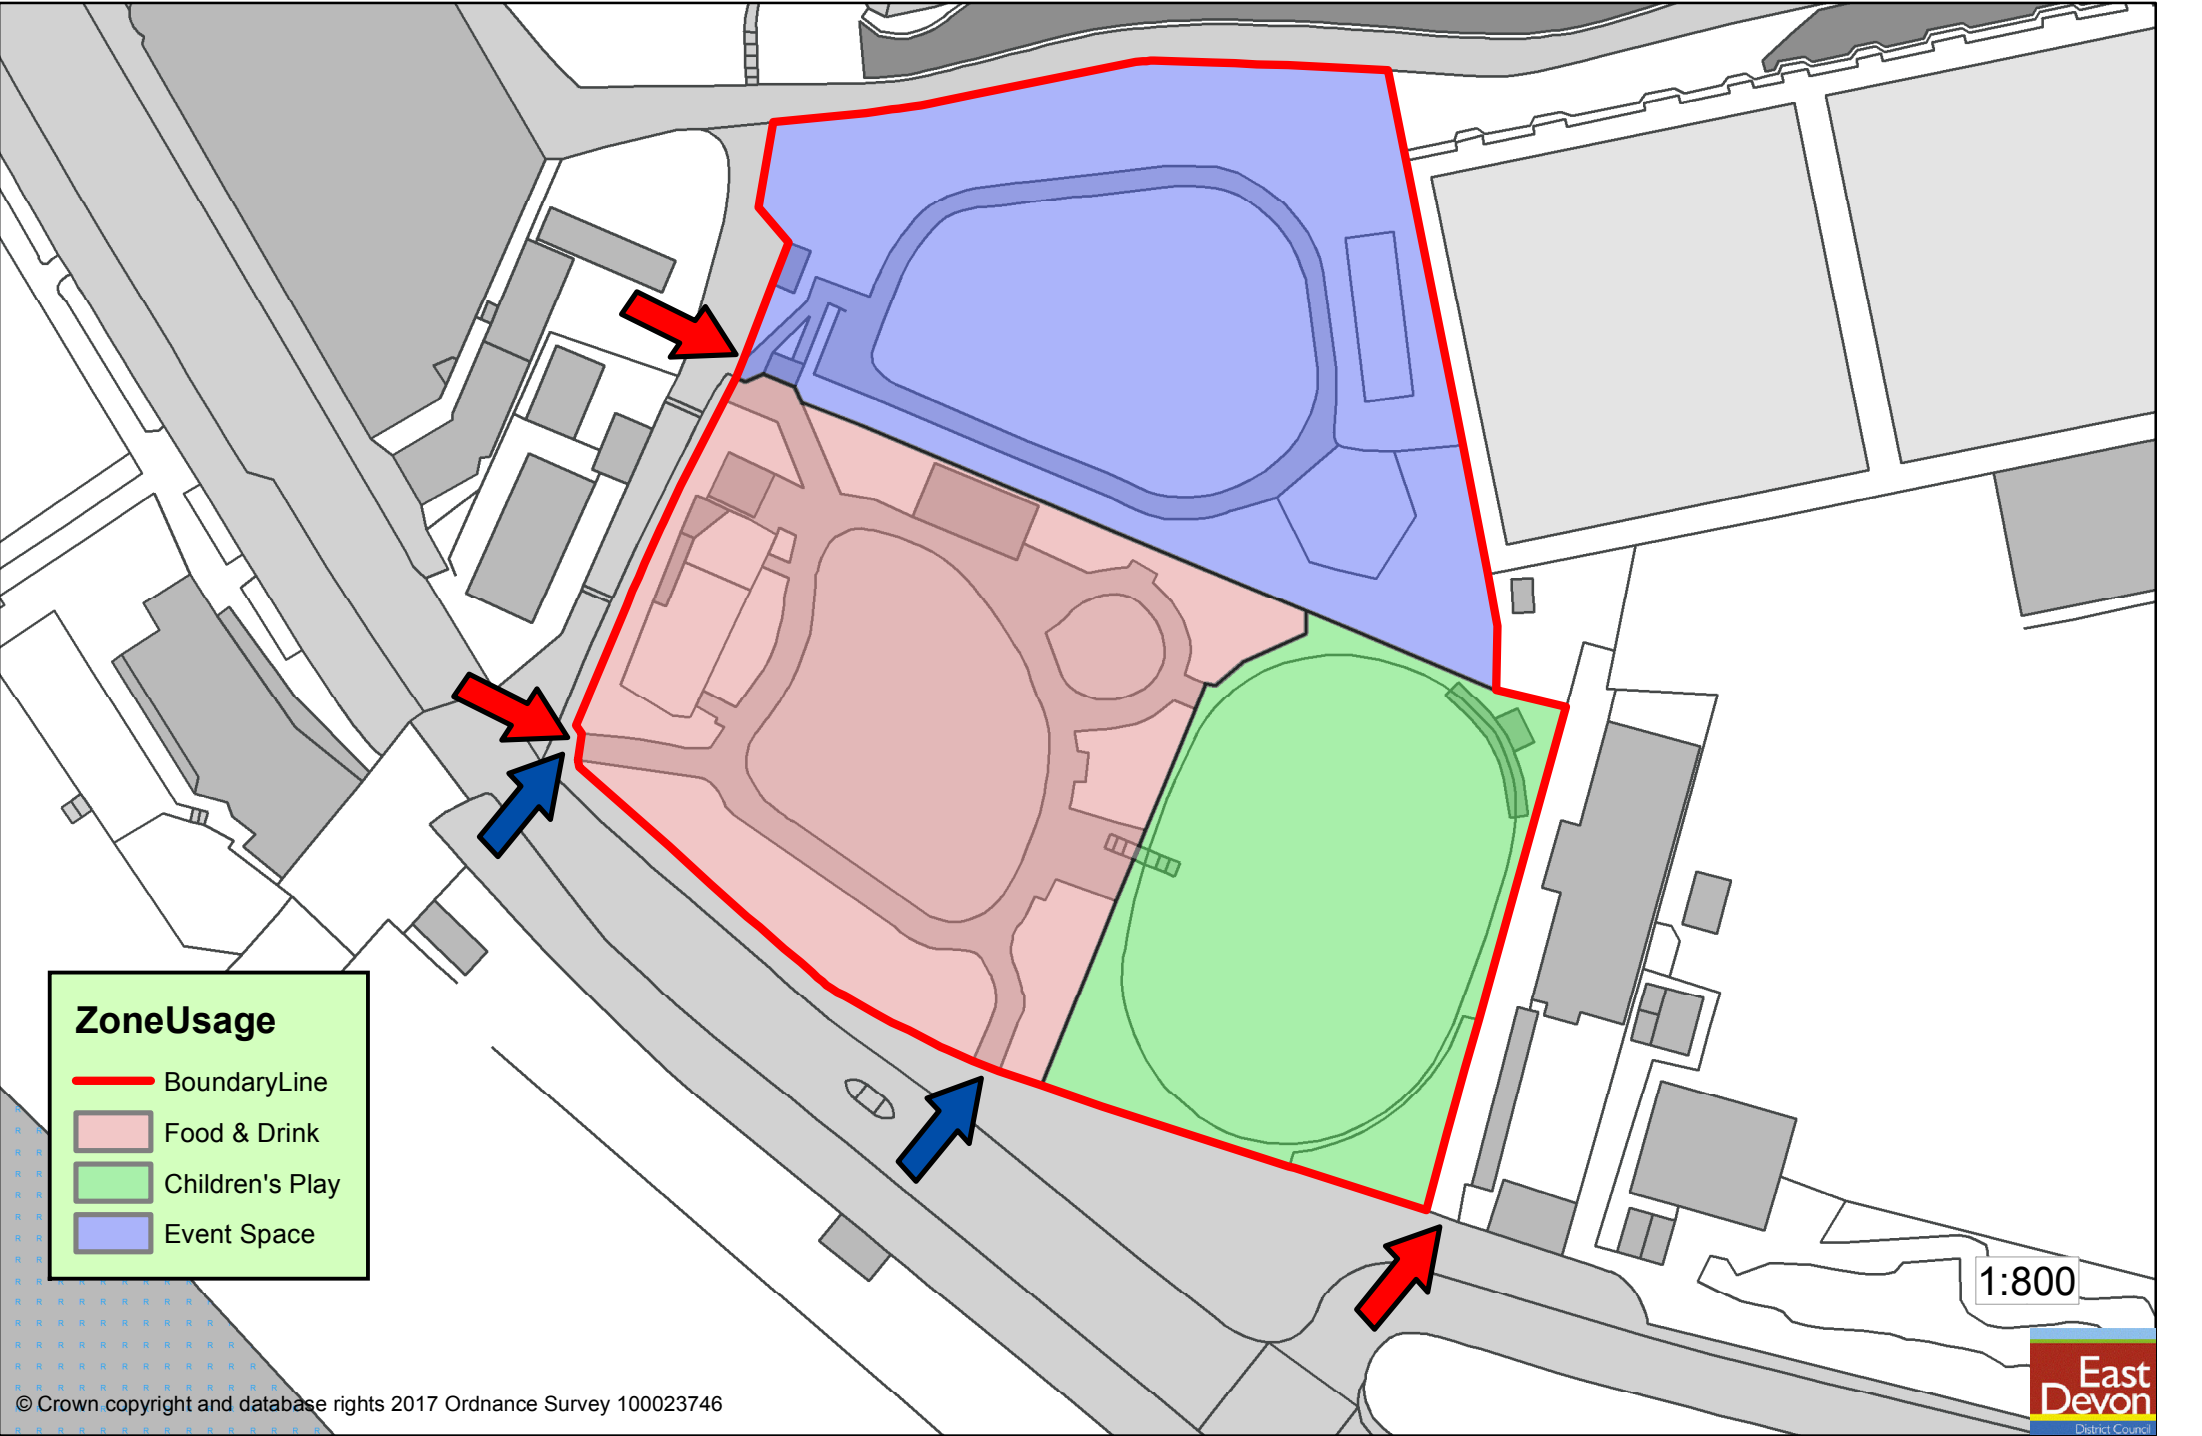 ZoneUsage
BoundaryLine
Food & Drink
Children's Play
Event Space
1:800
East
Devon
District Council
© Crown copyright and database rights 2017 Ordnance Survey 100023746